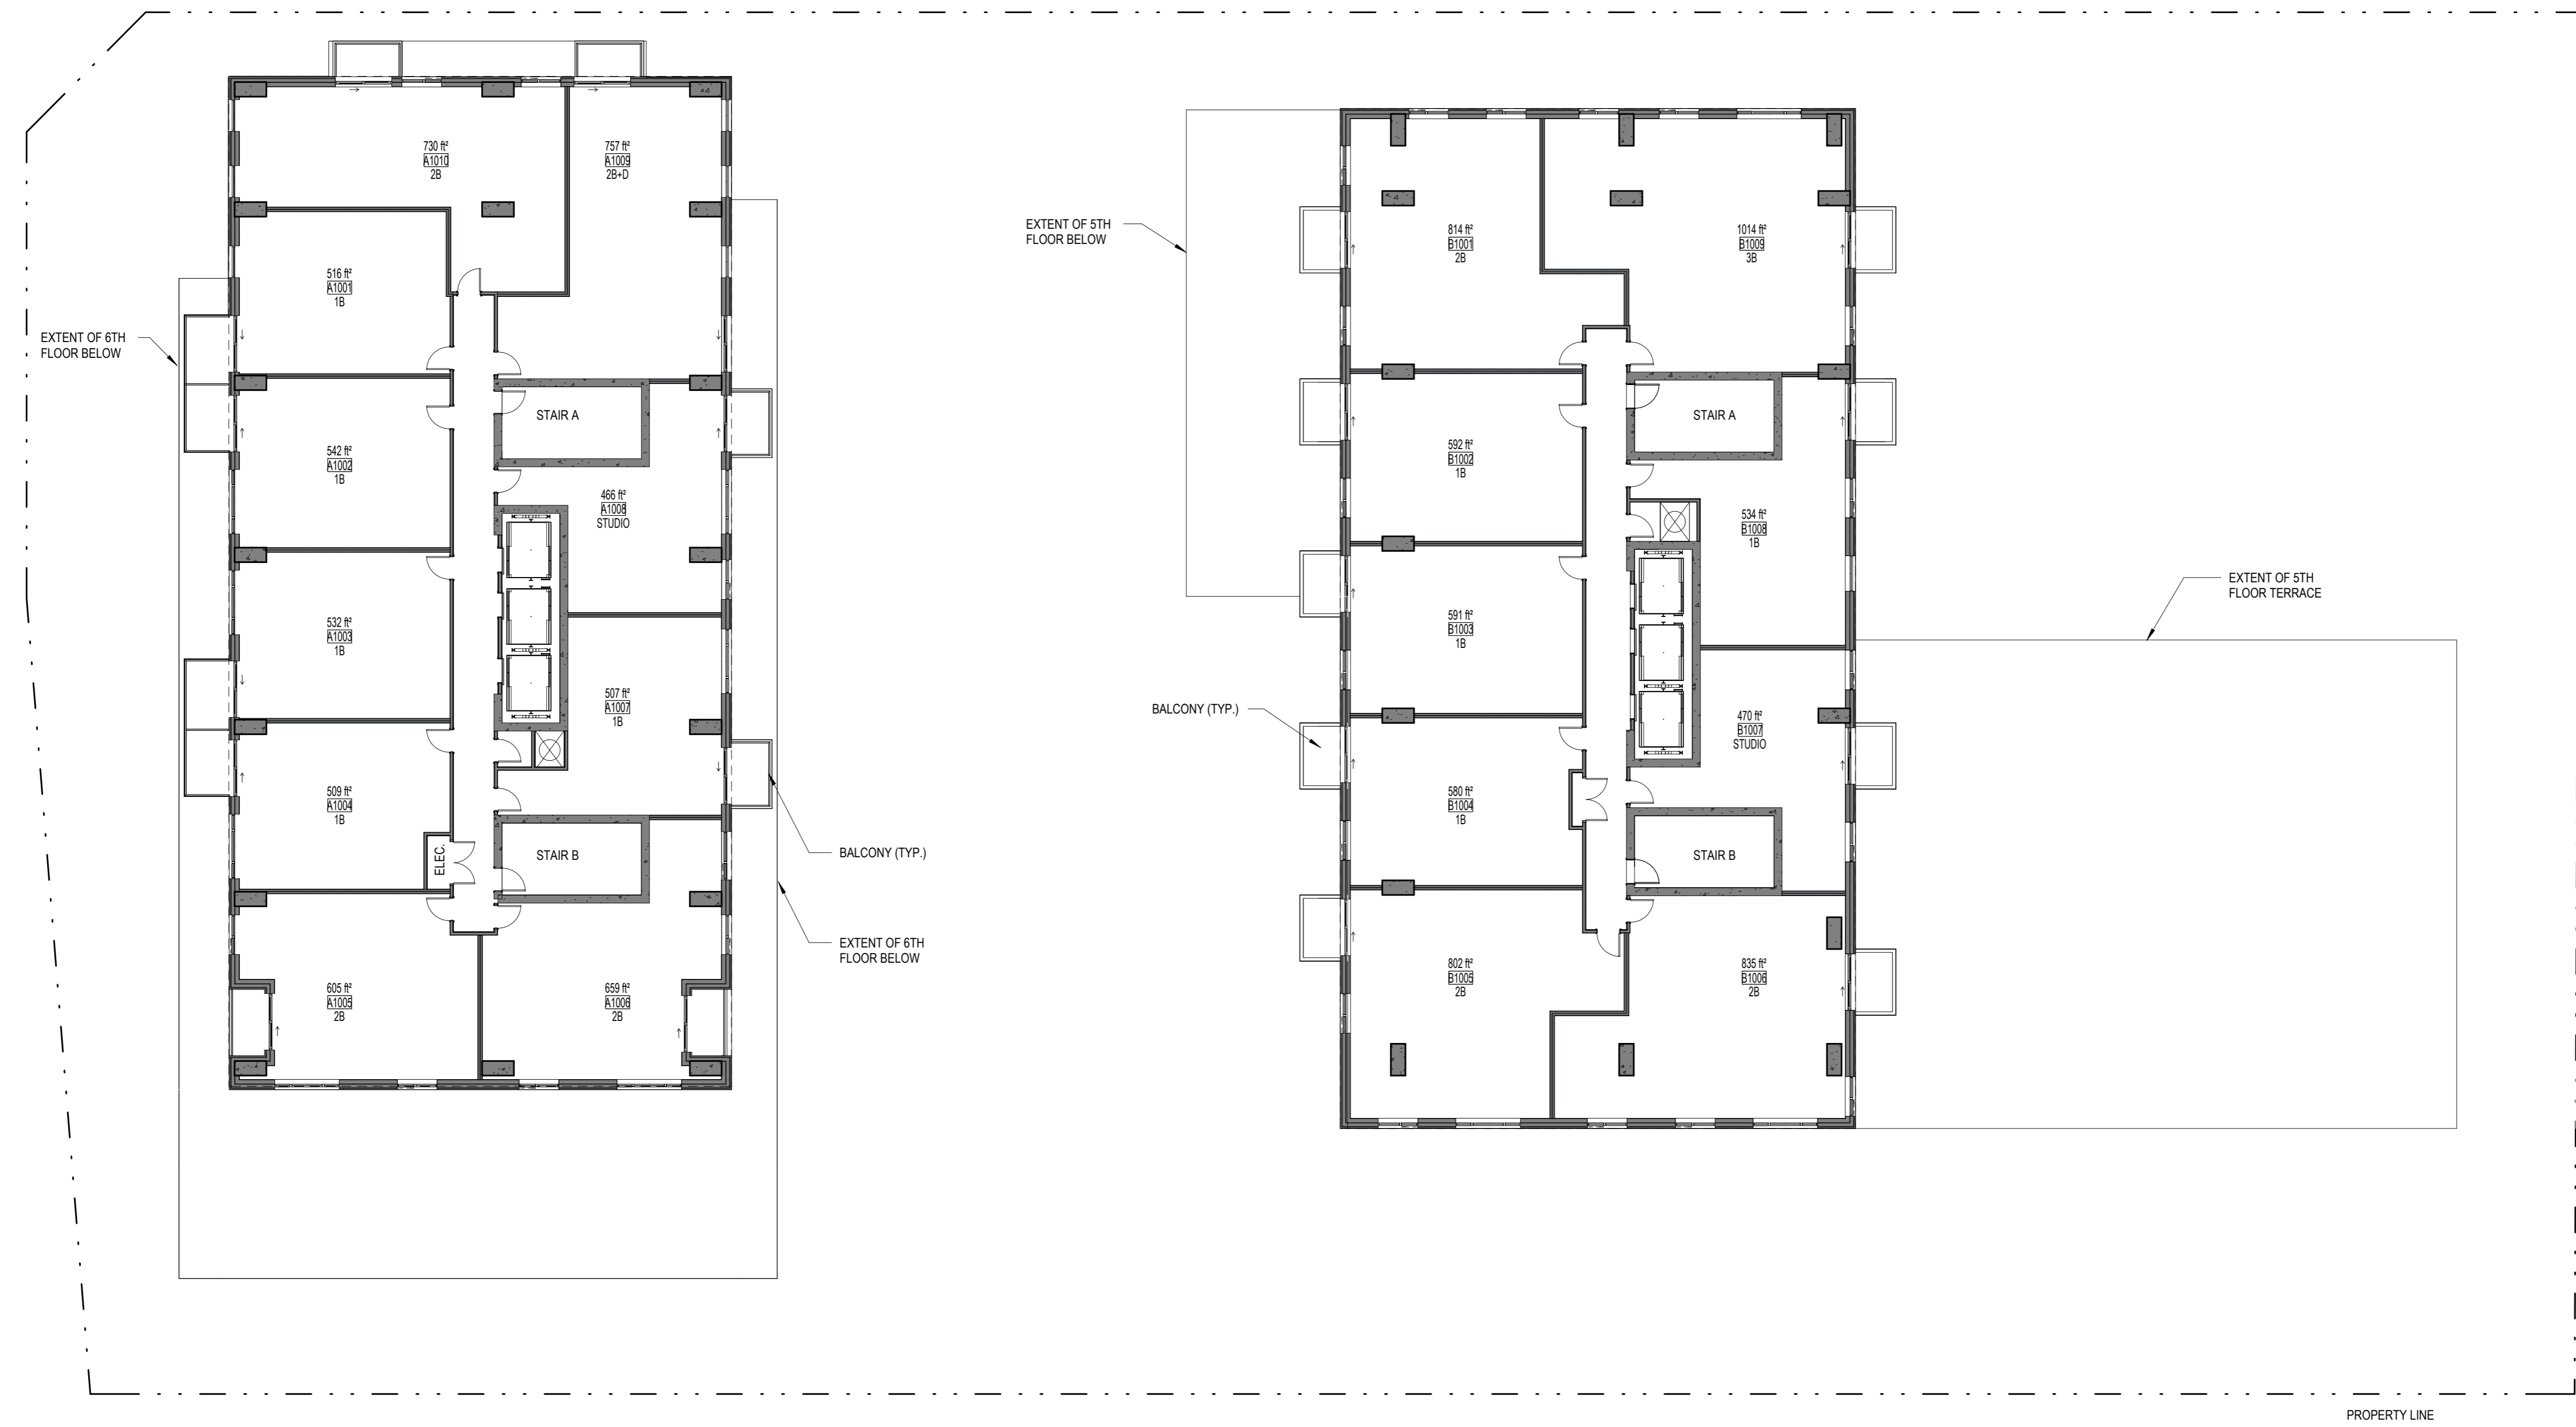 730 ft²
A1010
2B
757 ft²
A1009
2B+D
516 ft²
A1001
1B
EXTENT OF 6TH
FLOOR BELOW
STAIR A
542 ft²
A1002
1B
466 ft²
A1008
STUDIO
532 ft²
A1003
1B
507 ft²
A1007
1B
509 ft²
A1004
1B
ELEC.
STAIR B
BALCONY (TYP.)
EXTENT OF 6TH
FLOOR BELOW
605 ft²
A1005
2B
659 ft²
A1006
2B
EXTENT OF 5TH
FLOOR BELOW
814 ft²
B1001
2B
1014 ft²
B1009
3B
STAIR A
592 ft²
B1002
1B
534 ft²
B1008
1B
EXTENT OF 5TH
FLOOR TERRACE
591 ft²
B1003
1B
BALCONY (TYP.)
470 ft²
B1007
STUDIO
580 ft²
B1004
1B
STAIR B
802 ft²
B1005
2B
835 ft²
B1006
2B
PROPERTY LINE